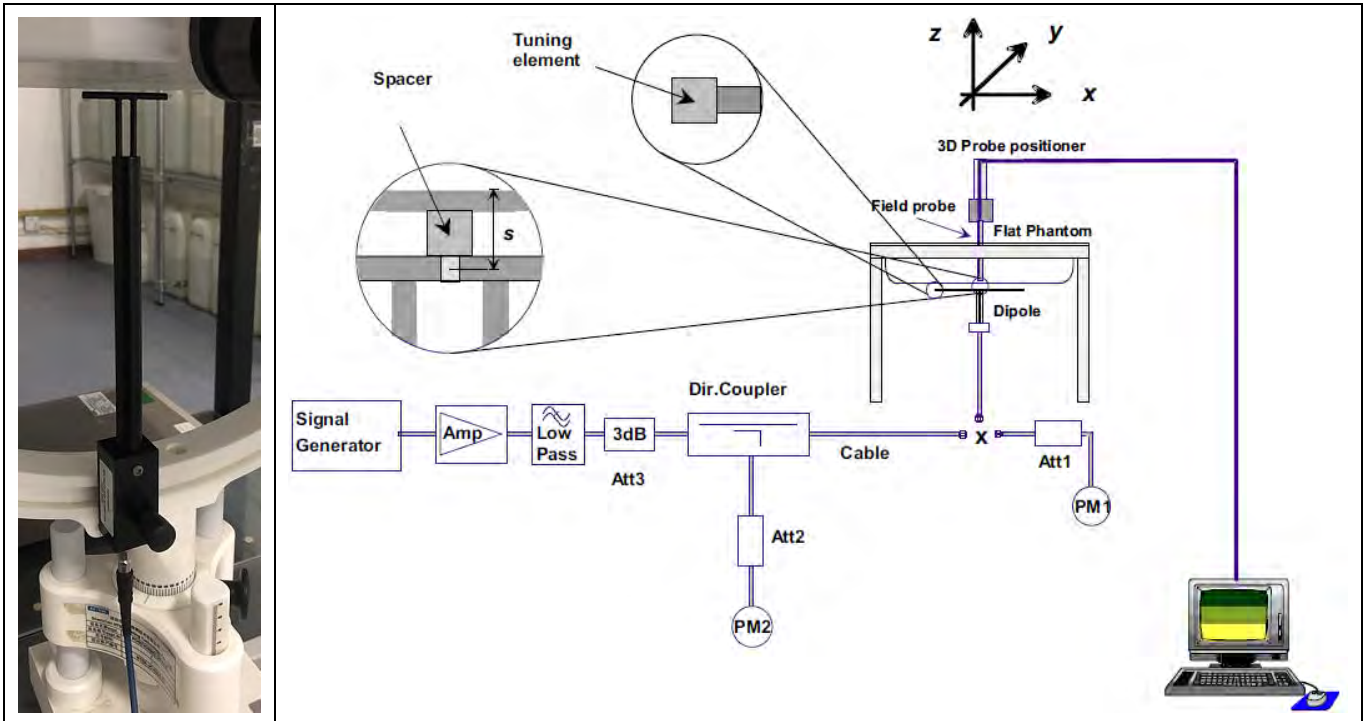 Tuning
element
Spacer
s
z
y
x
3D Probe positioner
Field probe
Flat Phantom
Dipole
Dir.Coupler
Signal
Generator
Amp
Low
Pass
3dB
Att3
Cable
x
Att1
PM1
Att2
PM2